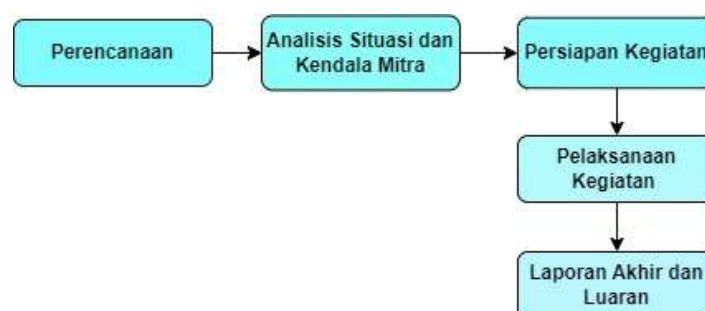 Perencanaan
Analisis Situasi dan
Kendala Mitra
Persiapan Kegiatan
Pelaksanaan
Kegiatan
Laporan Akhir dan
Luaran